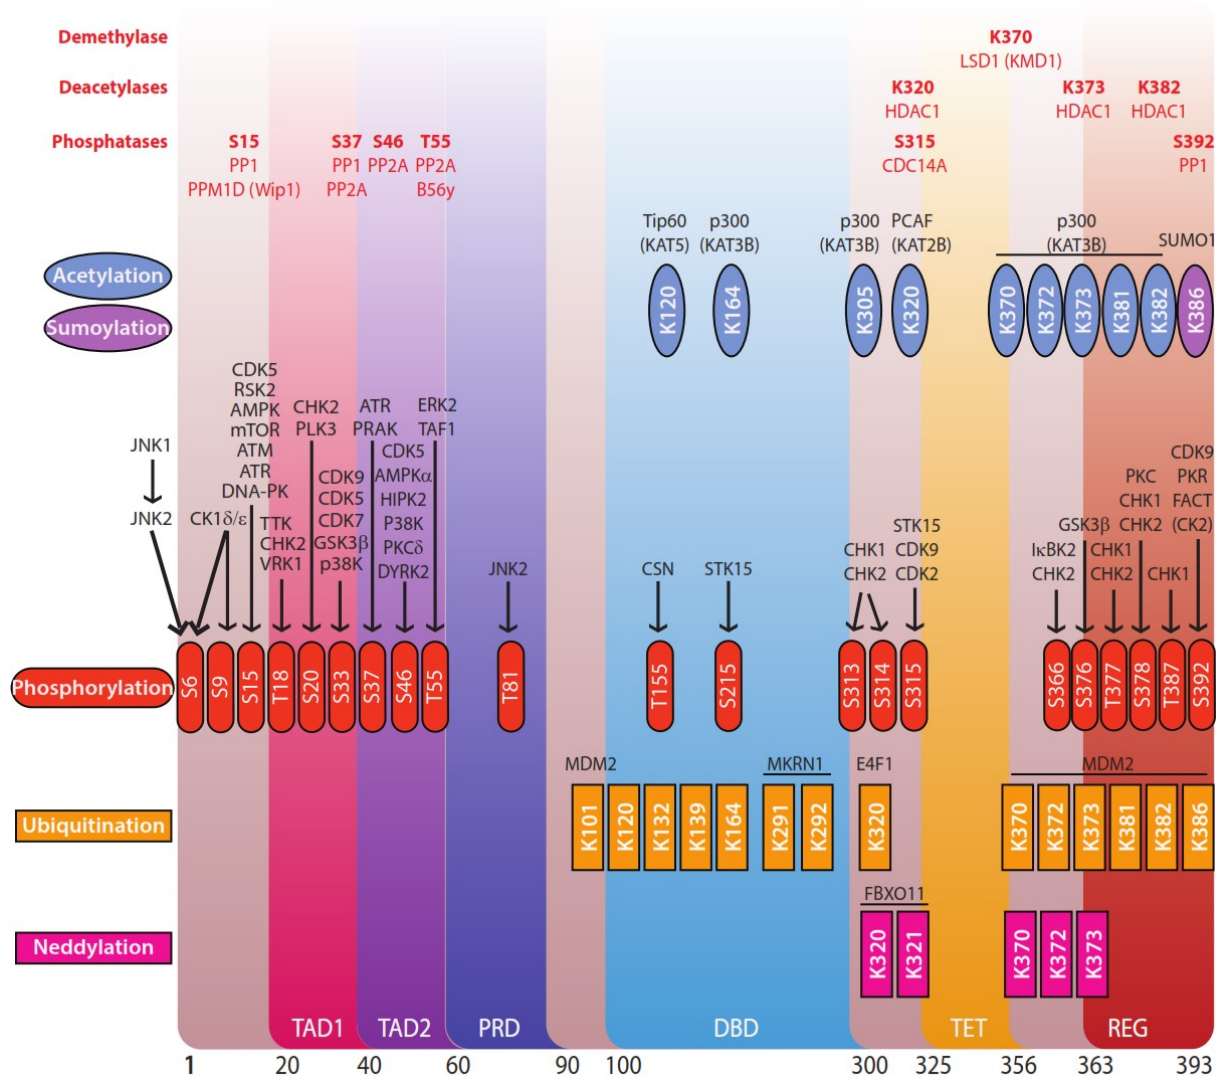 Demethylase
K370
LSD1 (KMD1)
Deacetylases
K320
K373
K382
HDAC1
HDAC1
HDAC1
Phosphatases
S15
S37
S46
T55
S315
S392
PP1
PP1
PP2A
PP2A
CDC14A
PP1
PPM1D (Wip1)
PP2A
B56y
Tip60
(KAT5)
p300
(KAT3B)
p300
(KAT3B)
PCAF
(KAT2B)
p300
(KAT3B)
SUMO1
Acetylation
Sumoylation
K120
K164
K305
K320
K370
K372
K373
K381
K382
K386
JNK1
JNK2
CK1δ/ε
CDK5
RSK2
AMPK
mTOR
ATM
ATR
DNA-PK
TTK
CHK2
VRK1
CHK2
PLK3
CDK9
CDK5
CDK7
GSK3β
p38K
ATR
PRAK
CDK5
AMPKα
HIPK2
P38K
PKCδ
DYRK2
ERK2
TAF1
JNK2
CSN
STK15
CHK1
CHK2
STK15
CDK9
CDK2
IκBK2
CHK2
GSK3β
CHK1
CHK2
PKC
CHK1
CHK2
CHK1
CDK9
PKR
FACT
(CK2)
Phosphorylation
S6
S9
S15
T18
S20
S33
S37
S46
T55
T81
T155
S215
S313
S314
S315
S366
S376
T377
S378
T387
S392
MDM2
MKRN1
E4F1
MDM2
Ubiquitination
K101
K120
K132
K139
K164
K291
K292
K320
K370
K372
K373
K381
K382
K386
FBXO11
Neddylation
K320
K321
K370
K372
K373
TAD1
TAD2
PRD
DBD
TET
REG
1
20
40
60
90
100
300
325
356
363
393